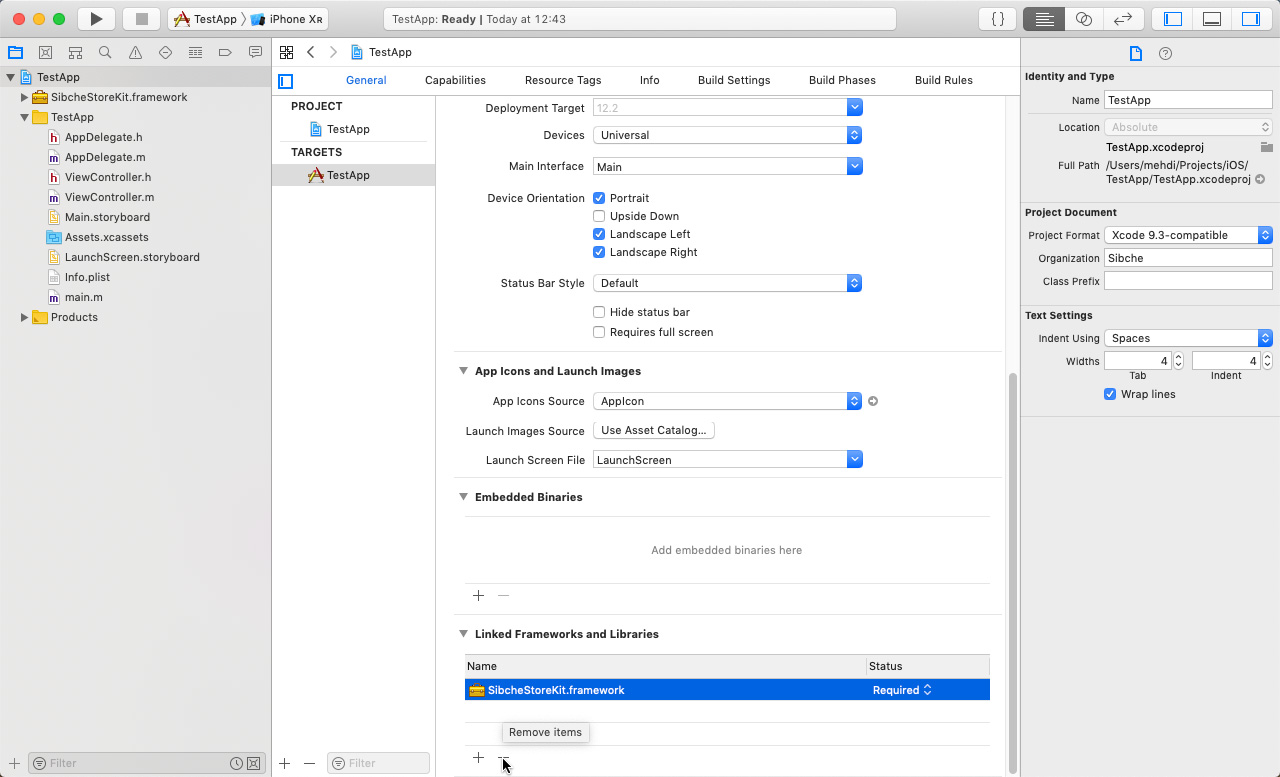 TestApp
iPhone XR
TestApp: Ready | Today at 12:43
TestApp
TestApp
SibcheStoreKit.framework
TestApp
AppDelegate.h
AppDelegate.m
ViewController.h
ViewController.m
Main.storyboard
Assets.xcassets
LaunchScreen.storyboard
Info.plist
main.m
Products
Filter
General
Capabilities
Resource Tags
Info
Build Settings
Build Phases
Build Rules
PROJECT
TestApp
TARGETS
TestApp
Filter
Deployment Target 12.2
Devices Universal
Main Interface Main
Device Orientation Portrait
Upside Down
Landscape Left
Landscape Right
Status Bar Style Default
Hide status bar
Requires full screen
App Icons and Launch Images
App Icons Source AppIcon
Launch Images Source Use Asset Catalog...
Launch Screen File LaunchScreen
Embedded Binaries
Add embedded binaries here
Linked Frameworks and Libraries
Name Status
SibcheStoreKit.framework Required
Remove items
Identity and Type
Name TestApp
Location Absolute
TestApp.xcodeproj
Full Path /Users/mehdi/Projects/iOS/
TestApp/TestApp.xcodeproj
Project Document
Project Format Xcode 9.3-compatible
Organization Sibche
Class Prefix
Text Settings
Indent Using Spaces
Widths 4 4
Tab Indent
Wrap lines